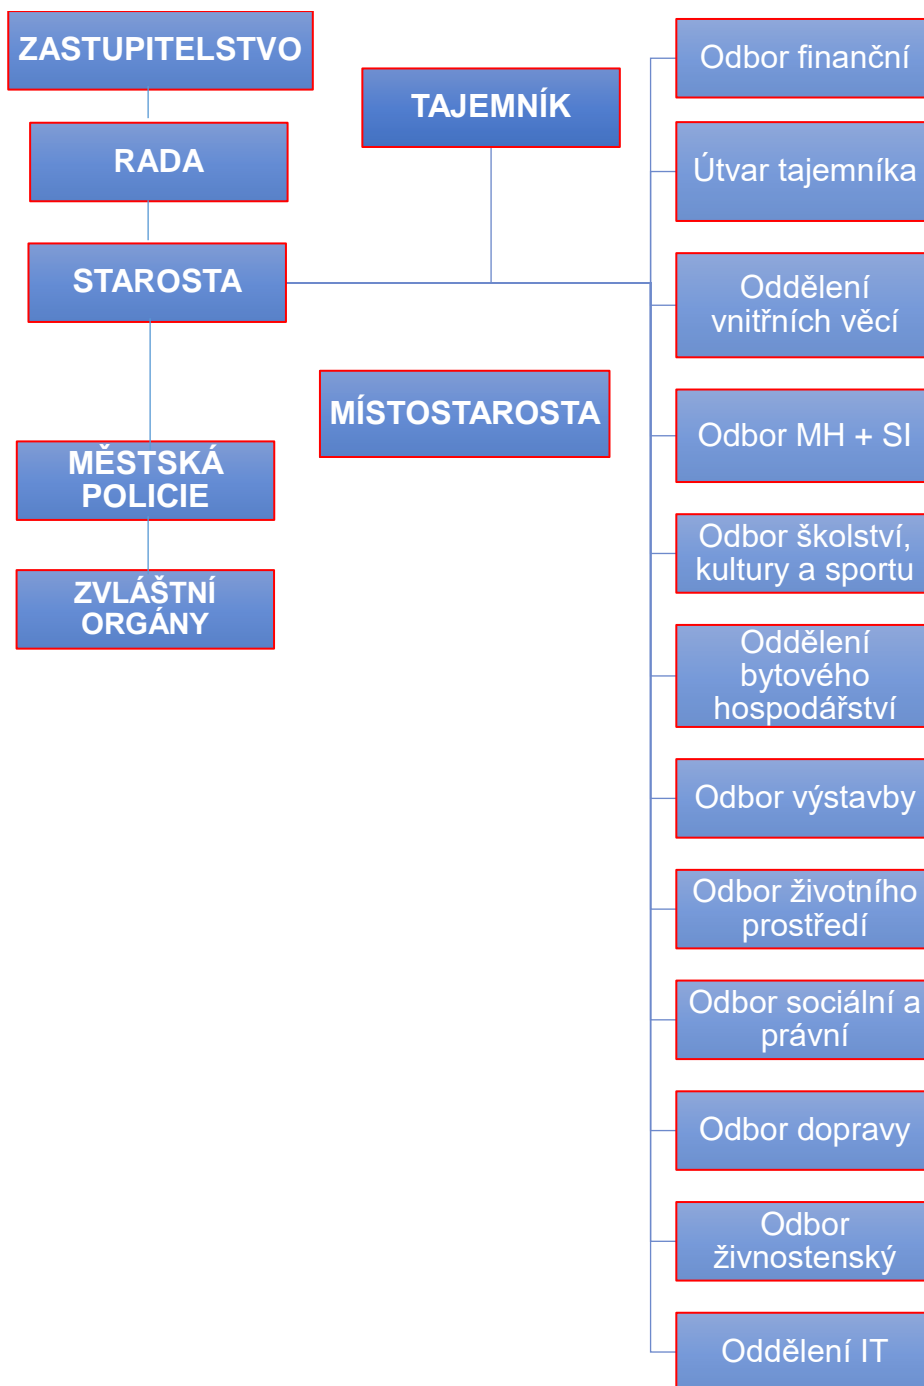 ZASTUPITELSTVO
RADA
STAROSTA
MĚSTSKÁ
POLICIE
ZVLÁŠTNÍ
ORGÁNY
TAJEMNÍK
MÍSTOSTAROSTA
Odbor finanční
Útvar tajemníka
Oddělení
vnitřních věcí
Odbor MH + SI
Odbor školství,
kultury a sportu
Oddělení
bytového
hospodářství
Odbor výstavby
Odbor životního
prostředí
Odbor sociální a
právní
Odbor dopravy
Odbor
živnostenský
Oddělení IT